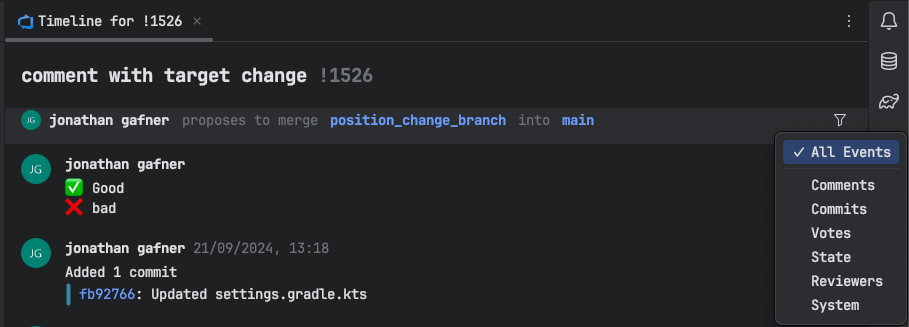 Timeline for !1526
comment with target change !1526
JG jonathan gafner proposes to merge position_change_branch into main
All Events
Comments
Commits
Votes
State
Reviewers
System
JG jonathan gafner
Good
bad
JG jonathan gafner 21/09/2024, 13:18
Added 1 commit
fb92766: Updated settings.gradle.kts